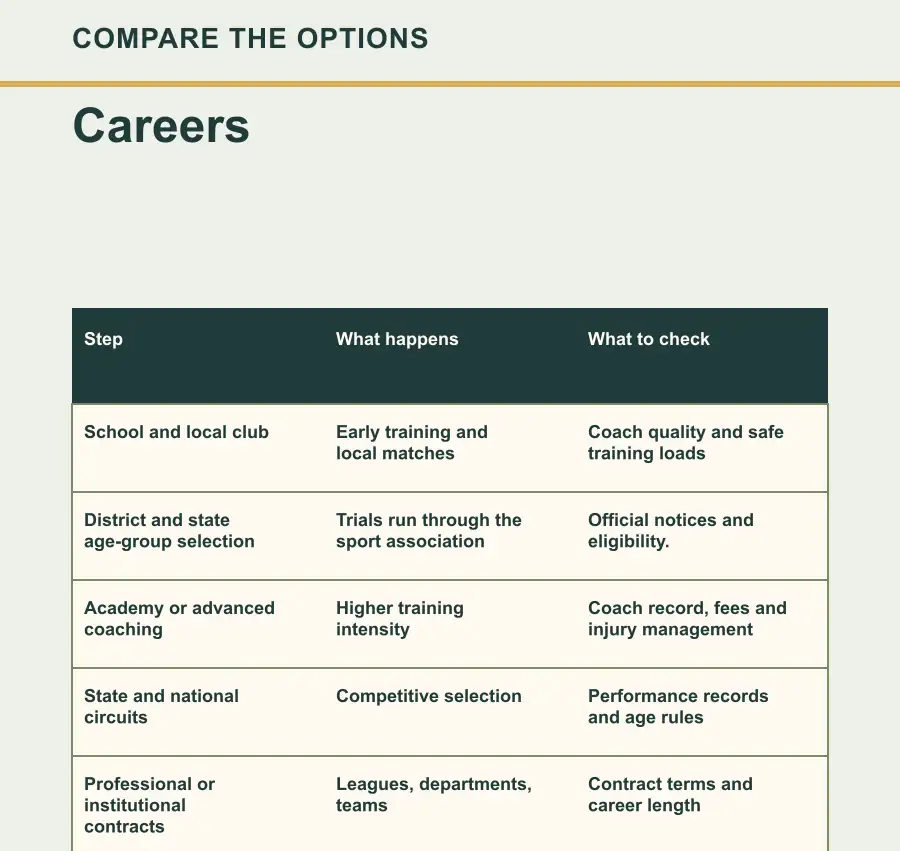 COMPARE THE OPTIONS
Careers
Step
What happens
What to check
School and local club
Early training and
local matches
Coach quality and safe
training loads
District and state
age-group selection
Trials run through the
sport association
Official notices and
eligibility.
Academy or advanced
coaching
Higher training
intensity
Coach record, fees and
injury management
State and national
circuits
Competitive selection
Performance records
and age rules
Professional or
institutional
contracts
Leagues, departments,
teams
Contract terms and
career length